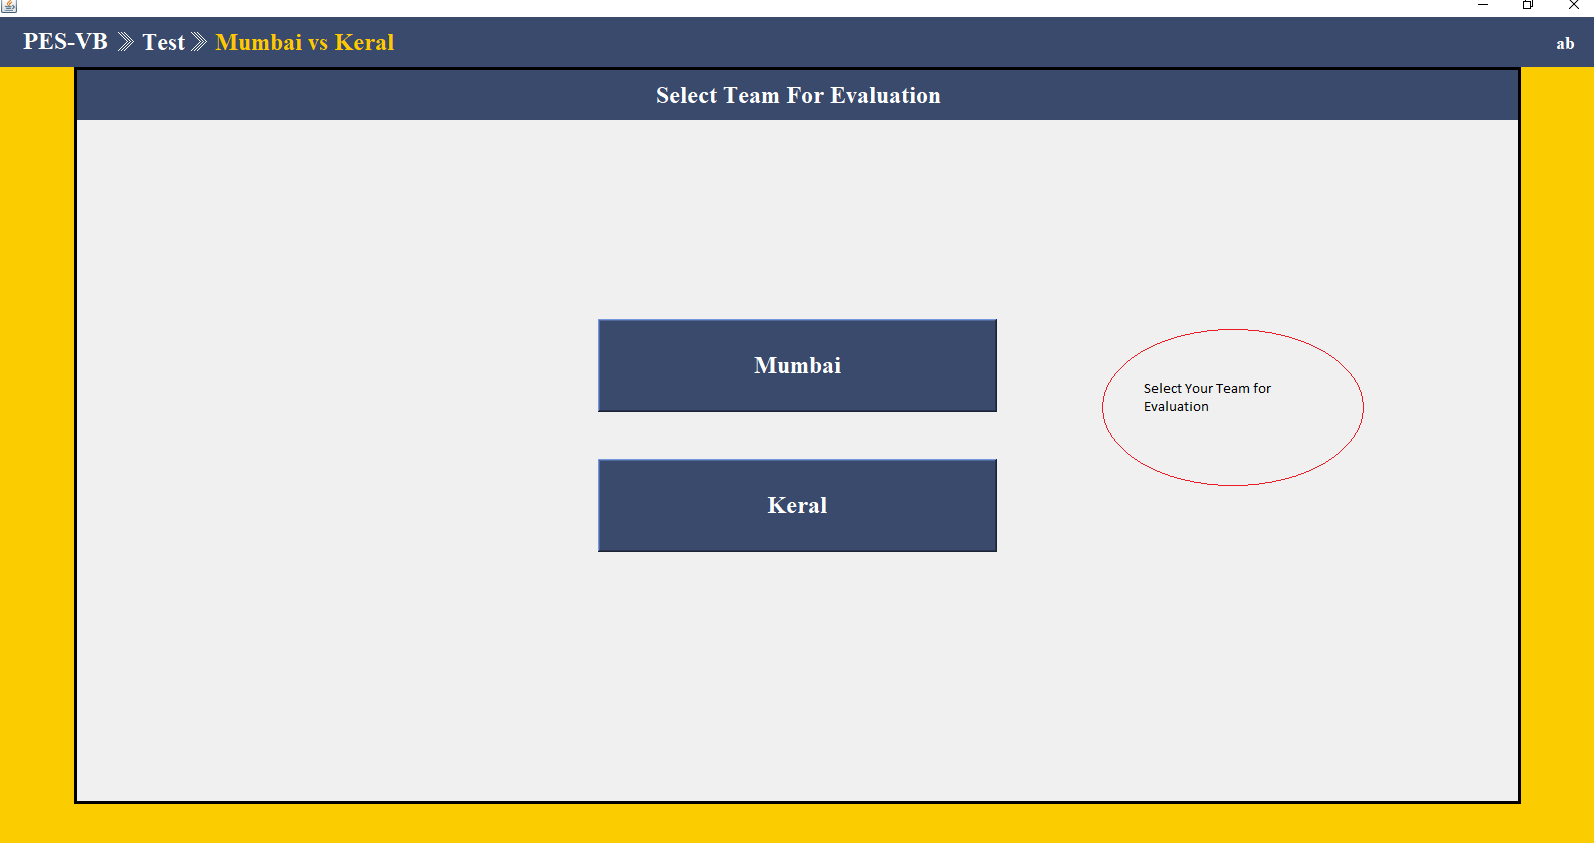 PES-VB Test Mumbai vs Keral
ab
Select Team For Evaluation
Mumbai
Select Your Team for
Evaluation
Keral